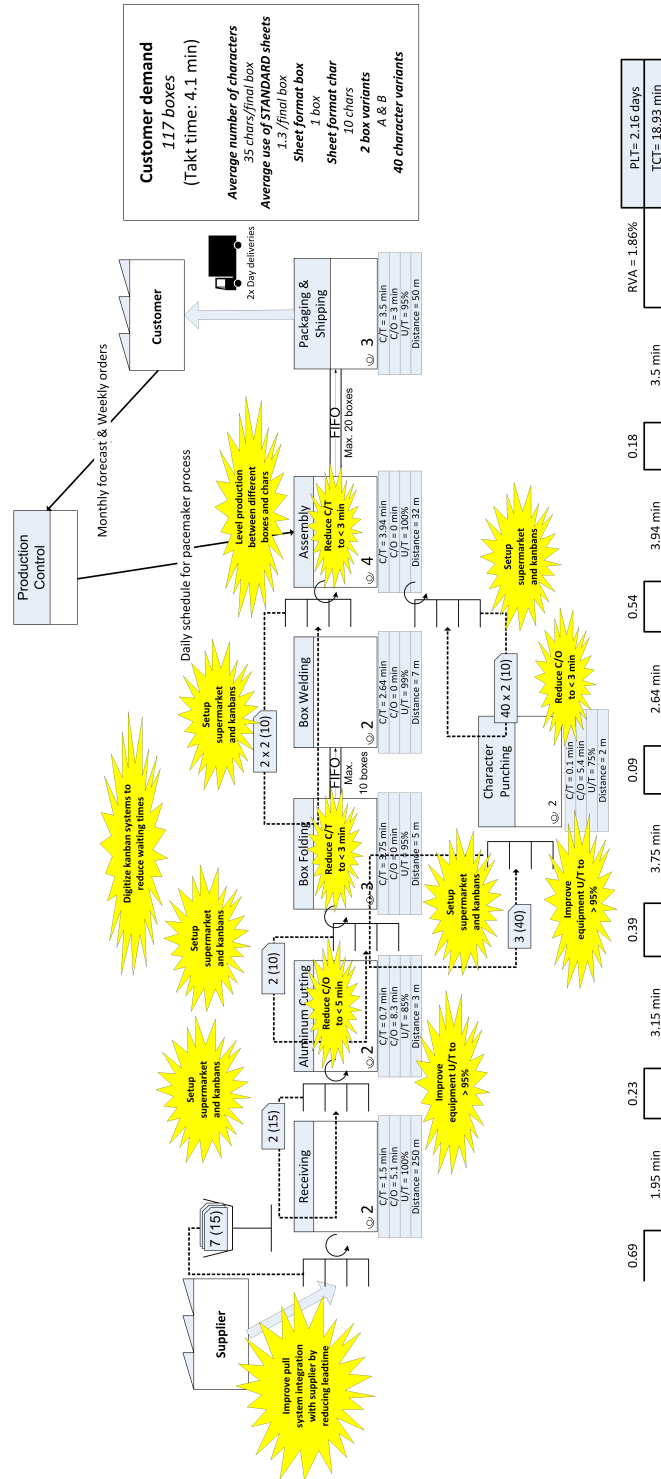 Production
Control
Monthly forecast & Weekly orders
Daily schedule for pacemaker process
Supplier
Customer
2x Day deliveries
Customer demand
117 boxes
(Takt time: 4.1 min)
Average number of characters
35 chars/final box
Average use of STANDARD sheets
1.3 /final box
Sheet format box
1 box
Sheet format char
10 chars
2 box variants
A & B
40 character variants
Digitize kanban systems to
reduce waiting times
Improve pull
system integration
with supplier by
reducing leadtime
7 (15)
Receiving
2
C/T = 1.5 min
C/O = 5.1 min
U/T = 100%
Distance = 250 m
Setup
supermarket
and kanbans
2 (15)
Aluminum Cutting
2
Reduce C/O
to < 5 min
C/T = 0.7 min
C/O = 8.3 min
U/T = 85%
Distance = 3 m
Improve
equipment U/T to
> 95%
Setup
supermarket
and kanbans
2 (10)
Box Folding
3
Reduce C/T
to < 3 min
C/T = 3.75 min
C/O = 0 min
U/T = 95%
Distance = 5 m
FIFO
Max.
10 boxes
Box Welding
2
C/T = 2.64 min
C/O = 0 min
U/T = 99%
Distance = 7 m
Setup
supermarket
and kanbans
2 x 2 (10)
Level production
between different
boxes and chars
Assembly
4
Reduce C/T
to < 3 min
C/T = 3.94 min
C/O = 0 min
U/T = 100%
Distance = 32 m
FIFO
Max. 20 boxes
Packaging &
Shipping
3
C/T = 3.5 min
C/O = 3 min
U/T = 95%
Distance = 50 m
Setup
supermarket
and kanbans
3 (40)
Improve
equipment U/T to
> 95%
Character
Punching
2
C/T = 0.1 min
C/O = 5.4 min
U/T = 75%
Distance = 2 m
Reduce C/O
to < 3 min
40 x 2 (10)
Setup
supermarket
and kanbans
0.69
1.95 min
0.23
3.15 min
0.39
3.75 min
0.09
2.64 min
0.54
3.94 min
0.18
3.5 min
RVA = 1.86%
PLT= 2.16 days
TCT= 18.93 min